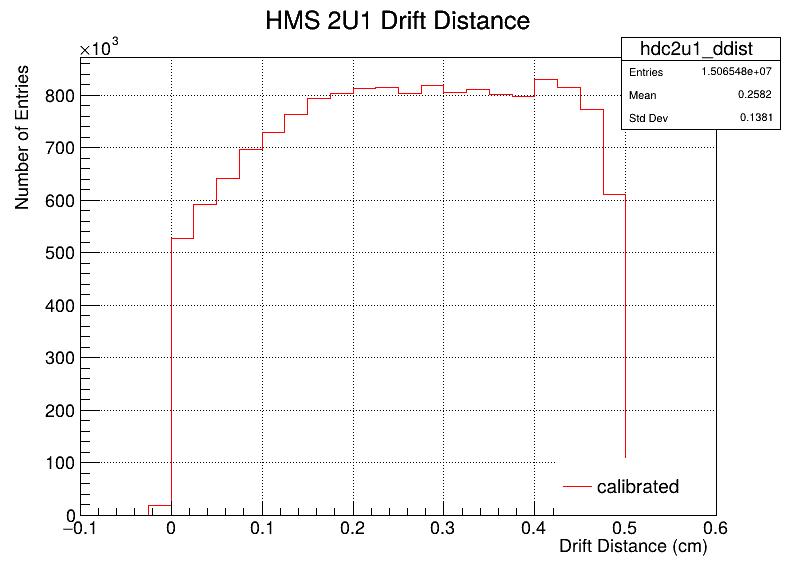 HMS 2U1 Drift Distance
×10³
hdc2u1_ddist
Entries 1.506548e+07
Mean 0.2582
Std Dev 0.1381
Number of Entries
800
700
600
500
400
300
200
100
0
−0.1 0 0.1 0.2 0.3 0.4 0.5 0.6
calibrated
Drift Distance (cm)